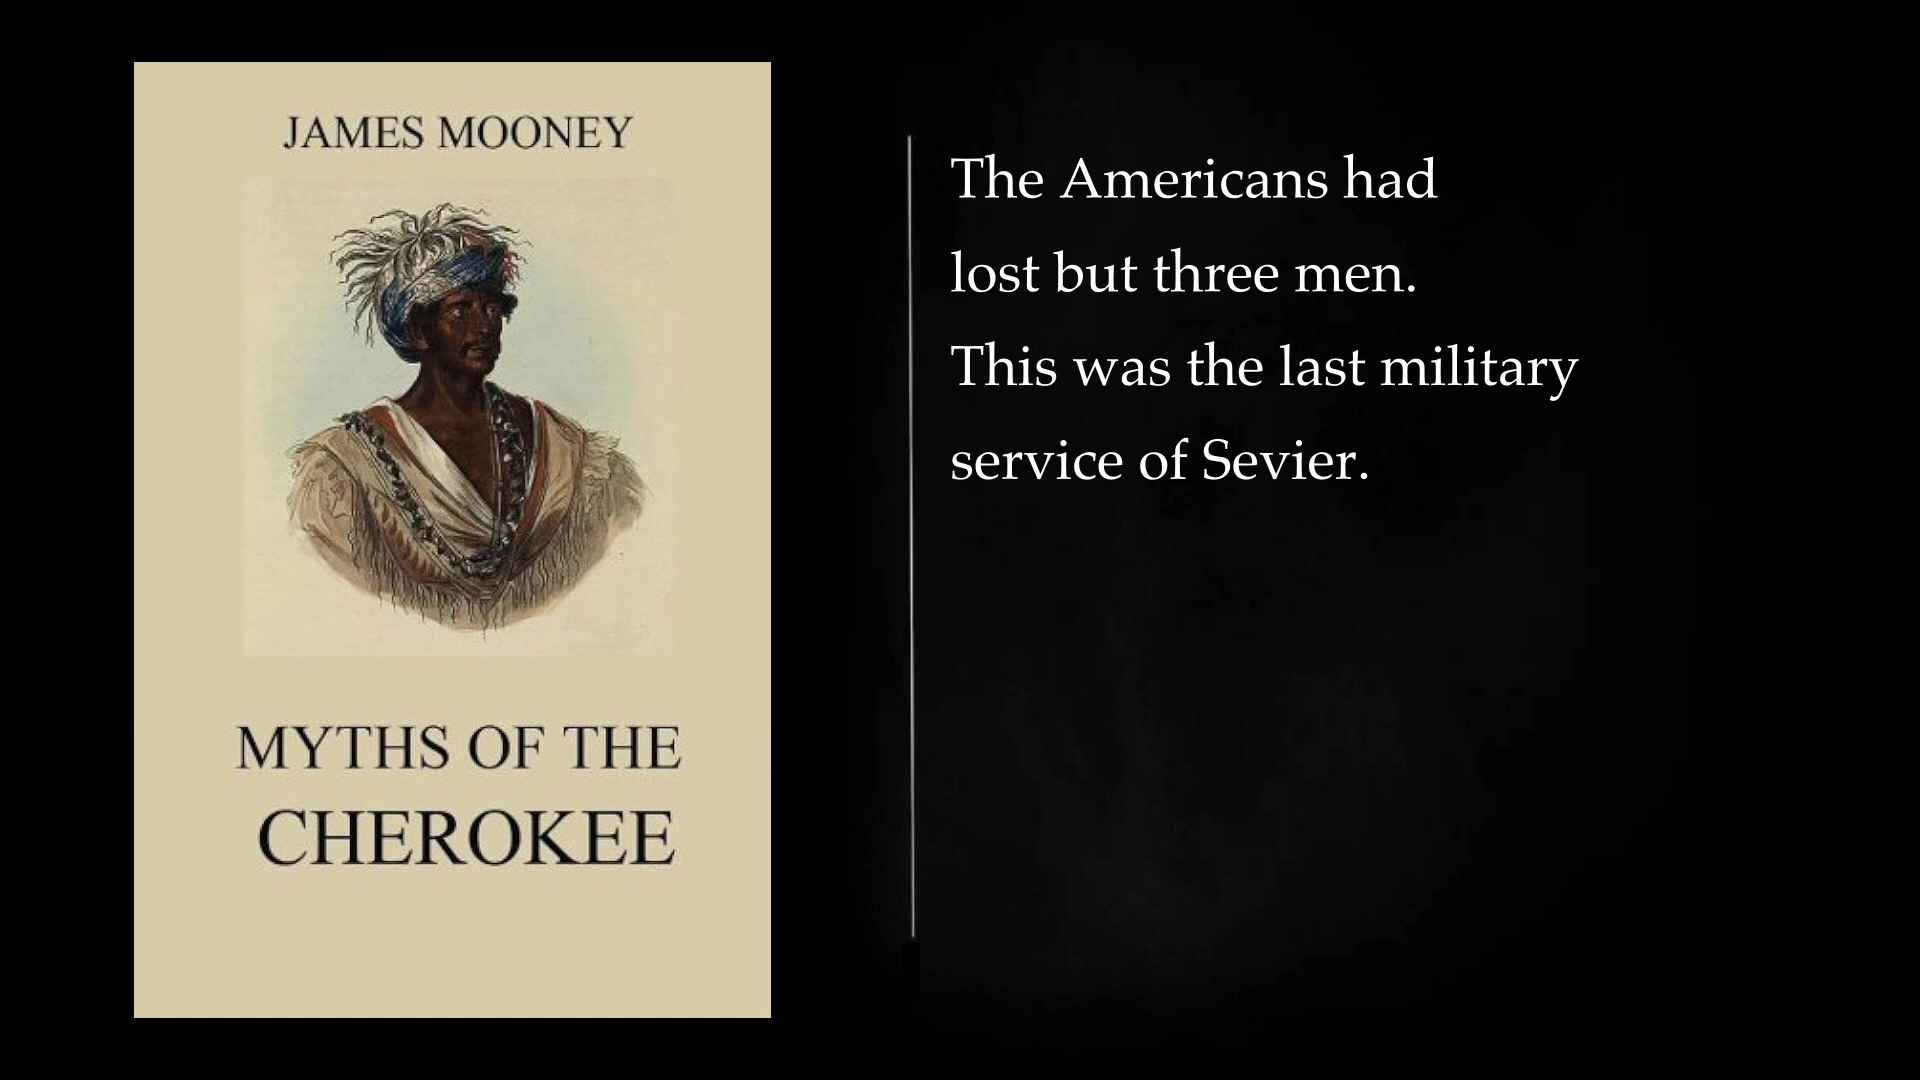 JAMES MOONEY
MYTHS OF THE
CHEROKEE
The Americans had
lost but three men.
This was the last military
service of Sevier.